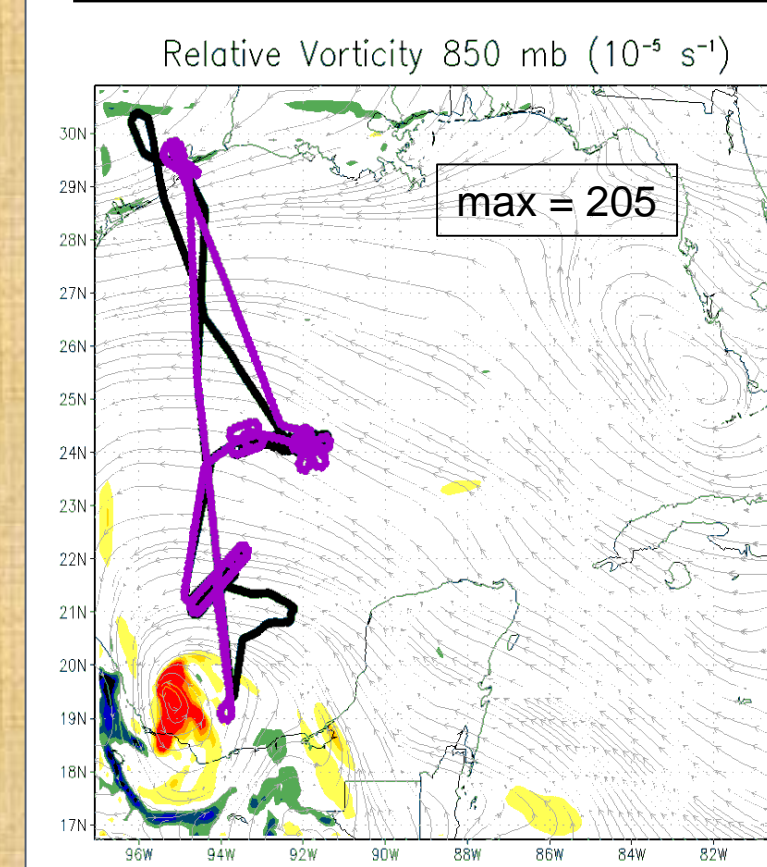 Relative Vorticity 850 mb (10⁻⁵ s⁻¹)
30N
29N
max = 205
28N
27N
26N
25N
24N
23N
22N
21N
20N
19N
18N
17N
96W 94W 92W 90W 88W 86W 84W 82W